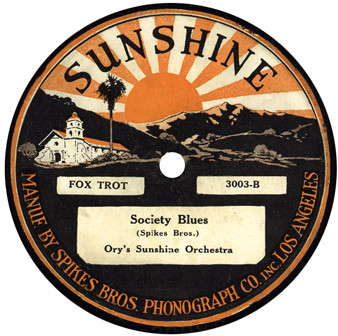 SUNSHINE
FOX TROT
3003-B
Society Blues
(Spikes Bros.)
Ory's Sunshine Orchestra
MANUF. BY SPIKES BROS. PHONOGRAPH CO. INC. LOS ANGELES